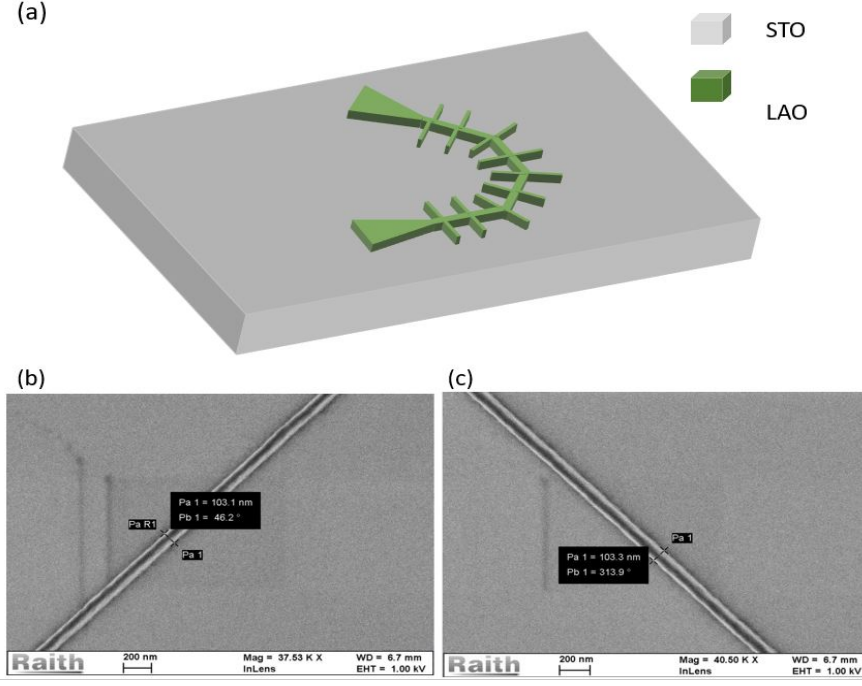 (a)
STO
LAO
(b)
(c)
Pa 1 = 103.1 nm
Pb 1 = 46.2 °
Pa R1
Pa 1
Raith
200 nm
Mag = 37.53 K X
WD = 6.7 mm
InLens
EHT = 1.00 kV
Pa 1
Pa 1 = 103.3 nm
Pb 1 = 313.9 °
Raith
200 nm
Mag = 40.50 K X
WD = 6.7 mm
InLens
EHT = 1.00 kV